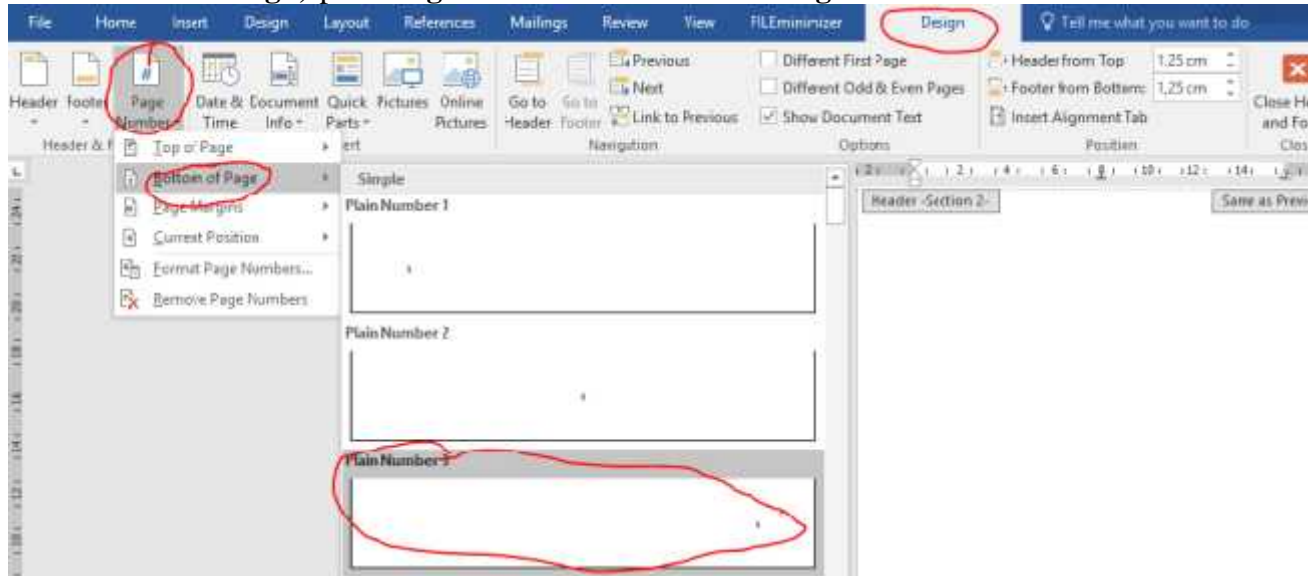 File Home Insert Design Layout References Mailings Review View FILEminimizer Design Tell me what you want to do
Header Footer Page Number Date & Time Document Info Quick Parts Pictures Online Pictures Go to Header Go to Footer Previous Next Link to Previous Different First Page Different Odd & Even Pages Show Document Text Header from Top 1.25 cm Footer from Bottom: 1,25 cm Insert Alignment Tab Close
Header & Navigation Options Position
Top of Page
Bottom of Page
Page Margins
Current Position
Format Page Numbers...
Remove Page Numbers
Simple
Plain Number 1
Plain Number 2
Plain Number 3
Header -Section 2-
Same as